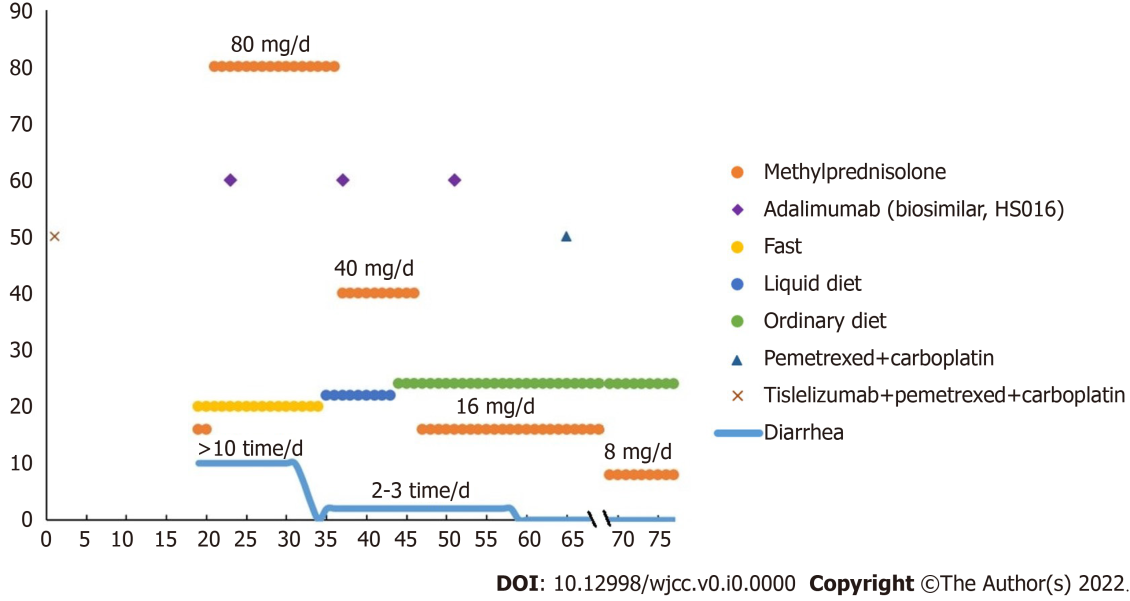 90
80
80 mg/d
70
60
50
40 mg/d
40
30
20
16 mg/d
>10 time/d
8 mg/d
10
2-3 time/d
0
0 5 10 15 20 25 30 35 40 45 50 55 60 65 70 75
Methylprednisolone
Adalimumab (biosimilar, HS016)
Fast
Liquid diet
Ordinary diet
Pemetrexed+carboplatin
Tislelizumab+pemetrexed+carboplatin
Diarrhea
DOI: 10.12998/wjcc.v0.i0.0000 Copyright ©The Author(s) 2022.